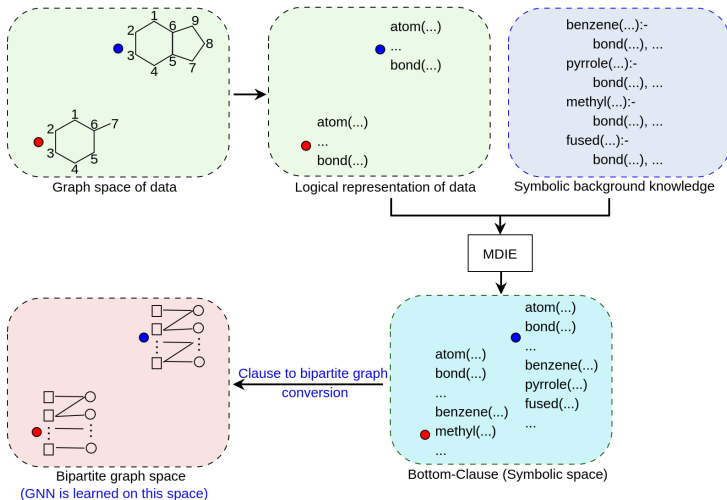 1
2
6
9
8
3
5
4
7
1
2
6
7
3
5
4
Graph space of data
atom(...)
...
bond(...)
atom(...)
...
bond(...)
Logical representation of data
benzene(...):-
bond(...), ...
pyrrole(...):-
bond(...), ...
methyl(...):-
bond(...), ...
fused(...):-
bond(...), ...
Symbolic background knowledge
MDIE
atom(...)
bond(...)
...
benzene(...)
pyrrole(...)
fused(...)
...
atom(...)
bond(...)
...
benzene(...)
methyl(...)
...
Bottom-Clause (Symbolic space)
Clause to bipartite graph
conversion
Bipartite graph space
(GNN is learned on this space)